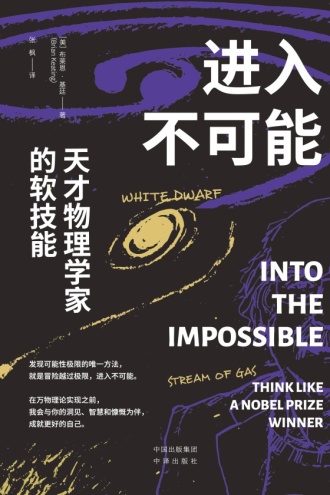 [美] 布莱恩·基廷——著
(Brian Keating)
张 枫——译
进入
不可能
天才物理学家
的软技能
WHITE DWARF
INTO
THE
IMPOSSIBLE
STREAM OF GAS
THINK LIKE
A NOBEL PRIZE
WINNER
发现可能性极限的唯一方法，
就是冒险越过极限，进入不可能。
在万物理论实现之前，
我会与你的洞见、智慧和慷慨为伴，
成就更好的自己。
中国出版集团
中译出版社